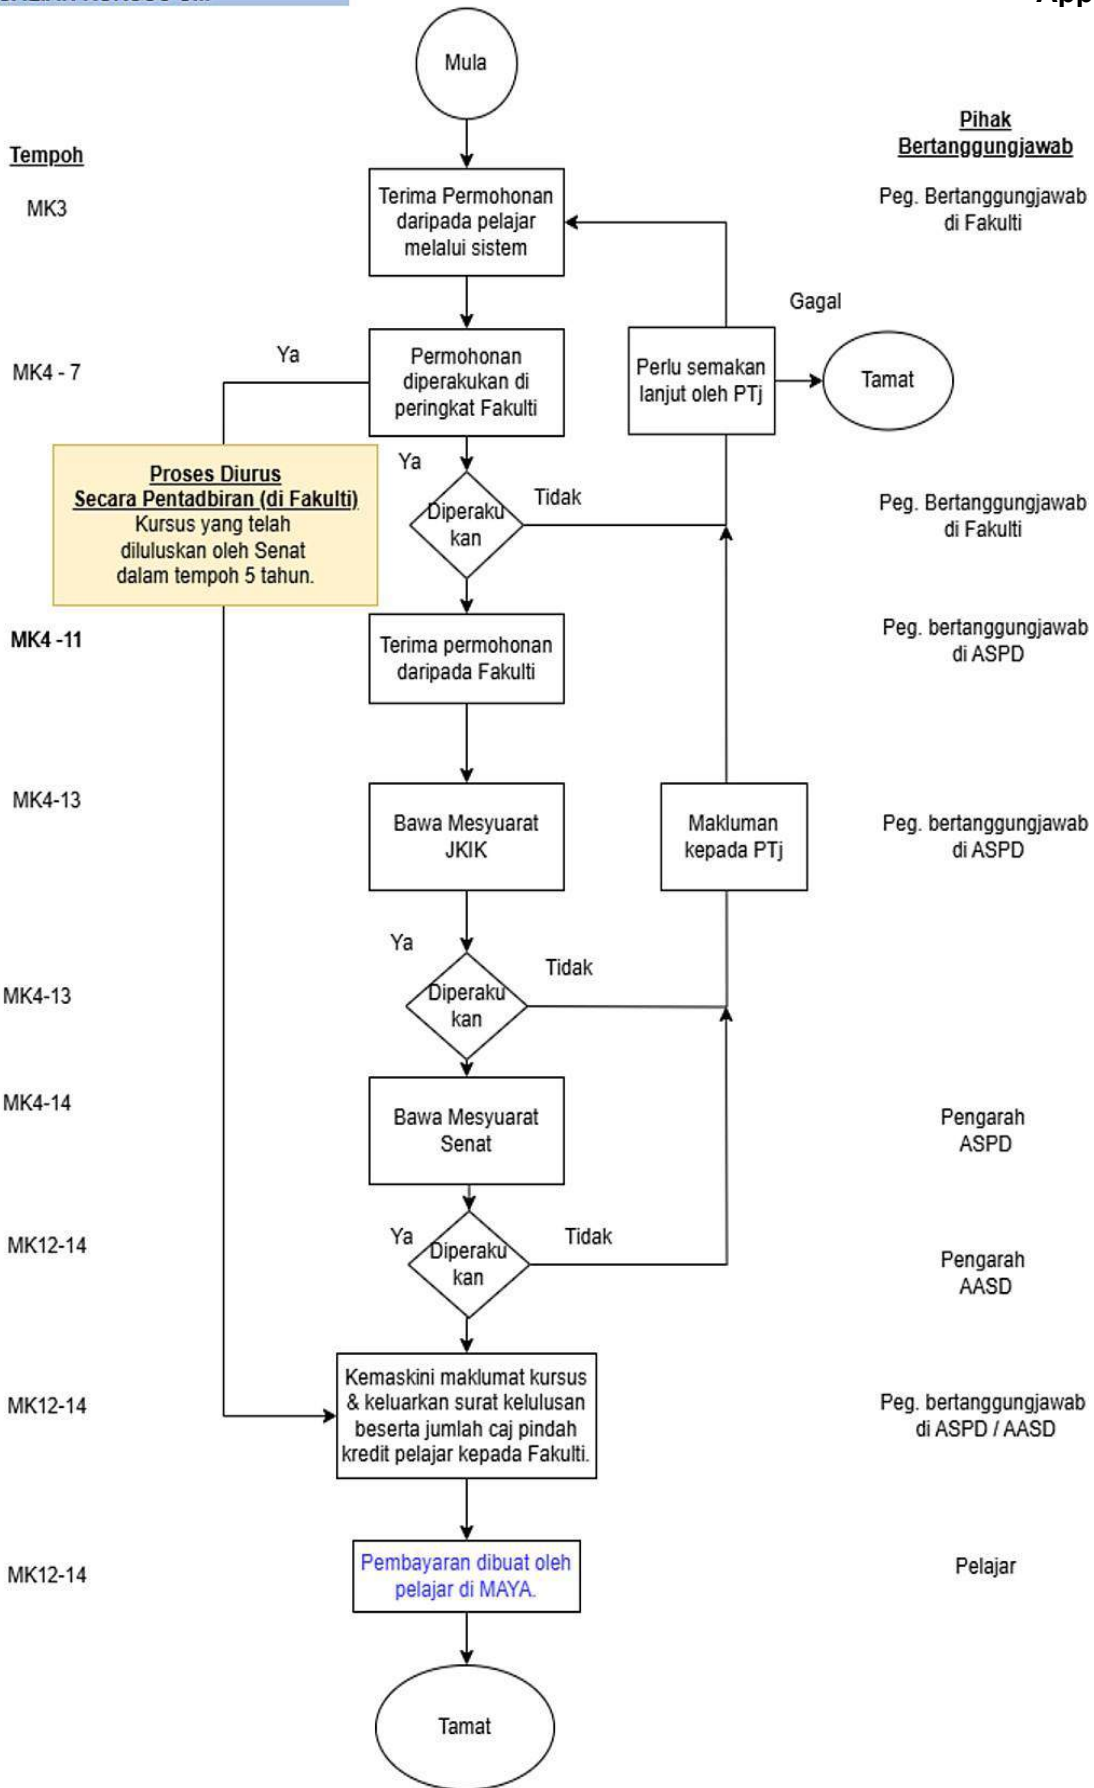 App
Mula
Pihak
Bertanggungjawab
Tempoh
MK3
Terima Permohonan
daripada pelajar
melalui sistem
Peg. Bertanggungjawab
di Fakulti
Gagal
MK4 - 7
Ya
Permohonan
diperakukan di
peringkat Fakulti
Perlu semakan
lanjut oleh PTj
Tamat
Proses Diurus
Secara Pentadbiran (di Fakulti)
Kursus yang telah
diluluskan oleh Senat
dalam tempoh 5 tahun.
Ya
Diperaku
kan
Tidak
Peg. Bertanggungjawab
di Fakulti
MK4 -11
Terima permohonan
daripada Fakulti
Peg. bertanggungjawab
di ASPD
MK4-13
Bawa Mesyuarat
JKIK
Makluman
kepada PTj
Peg. bertanggungjawab
di ASPD
Ya
Tidak
MK4-13
Diperaku
kan
MK4-14
Bawa Mesyuarat
Senat
Pengarah
ASPD
MK12-14
Ya
Diperaku
kan
Tidak
Pengarah
AASD
MK12-14
Kemaskini maklumat kursus
& keluarkan surat kelulusan
beserta jumlah caj pindah
kredit pelajar kepada Fakulti.
Peg. bertanggungjawab
di ASPD / AASD
MK12-14
Pembayaran dibuat oleh
pelajar di MAYA.
Pelajar
Tamat